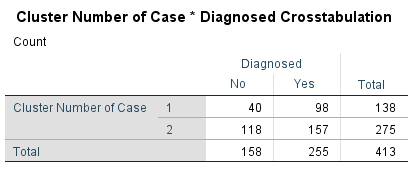 Cluster Number of Case * Diagnosed Crosstabulation
Count
Diagnosed
No Yes Total
Cluster Number of Case 1 40 98 138
2 118 157 275
Total 158 255 413